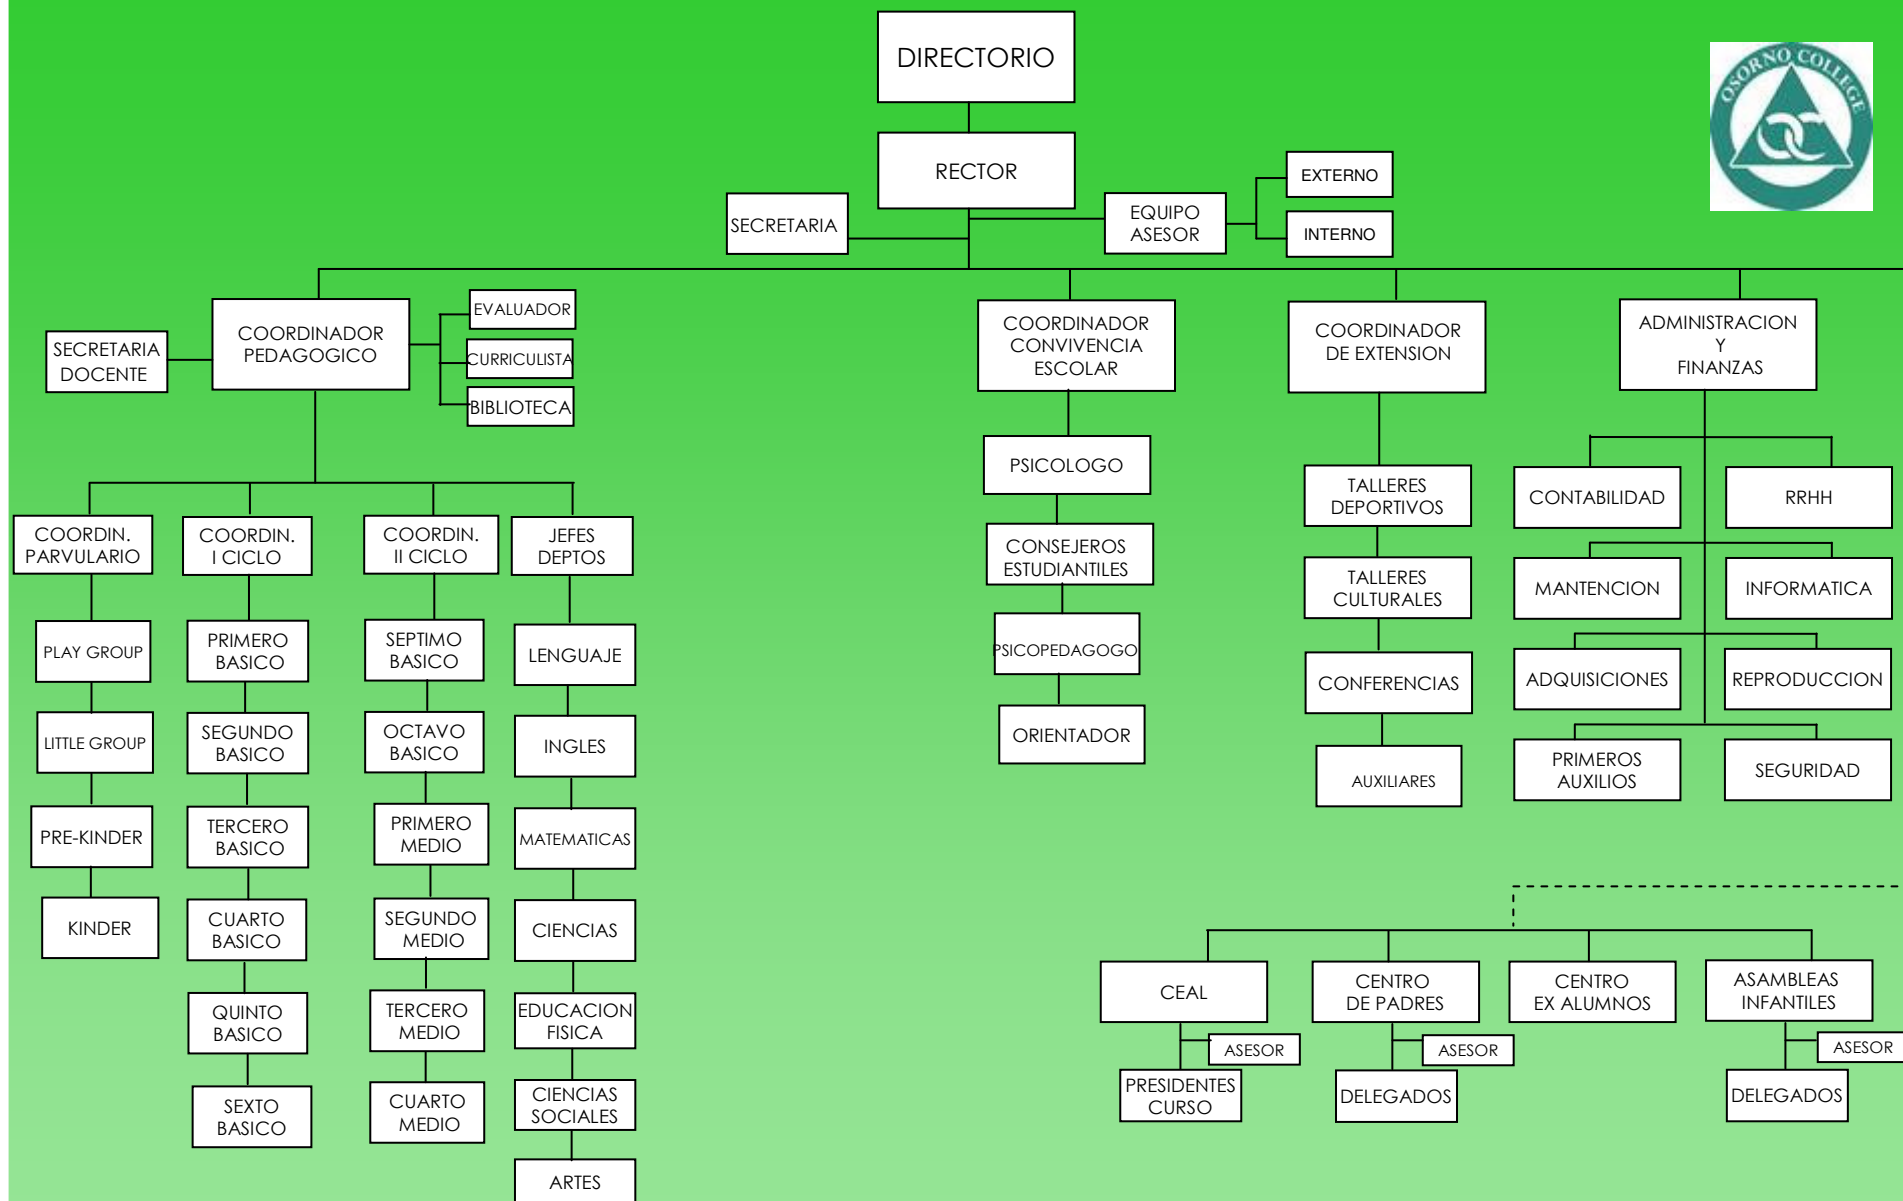 DIRECTORIO
OSORNO COLLEGE
OC
RECTOR
SECRETARIA
EQUIPO
ASESOR
EXTERNO
INTERNO
SECRETARIA
DOCENTE
COORDINADOR
PEDAGOGICO
EVALUADOR
CURRICULISTA
BIBLIOTECA
COORDINADOR
CONVIVENCIA
ESCOLAR
COORDINADOR
DE EXTENSION
ADMINISTRACION
Y
FINANZAS
COORDIN.
PARVULARIO
PLAY GROUP
LITTLE GROUP
PRE-KINDER
KINDER
COORDIN.
I CICLO
PRIMERO
BASICO
SEGUNDO
BASICO
TERCERO
BASICO
CUARTO
BASICO
QUINTO
BASICO
SEXTO
BASICO
COORDIN.
II CICLO
SEPTIMO
BASICO
OCTAVO
BASICO
PRIMERO
MEDIO
SEGUNDO
MEDIO
TERCERO
MEDIO
CUARTO
MEDIO
JEFES
DEPTOS
LENGUAJE
INGLES
MATEMATICAS
CIENCIAS
EDUCACION
FISICA
CIENCIAS
SOCIALES
ARTES
PSICOLOGO
CONSEJEROS
ESTUDIANTILES
PSICOPEDAGOGO
ORIENTADOR
TALLERES
DEPORTIVOS
TALLERES
CULTURALES
CONFERENCIAS
AUXILIARES
CONTABILIDAD
RRHH
MANTENCION
INFORMATICA
ADQUISICIONES
REPRODUCCION
PRIMEROS
AUXILIOS
SEGURIDAD
CEAL
ASESOR
PRESIDENTES
CURSO
CENTRO
DE PADRES
ASESOR
DELEGADOS
CENTRO
EX ALUMNOS
ASAMBLEAS
INFANTILES
ASESOR
DELEGADOS